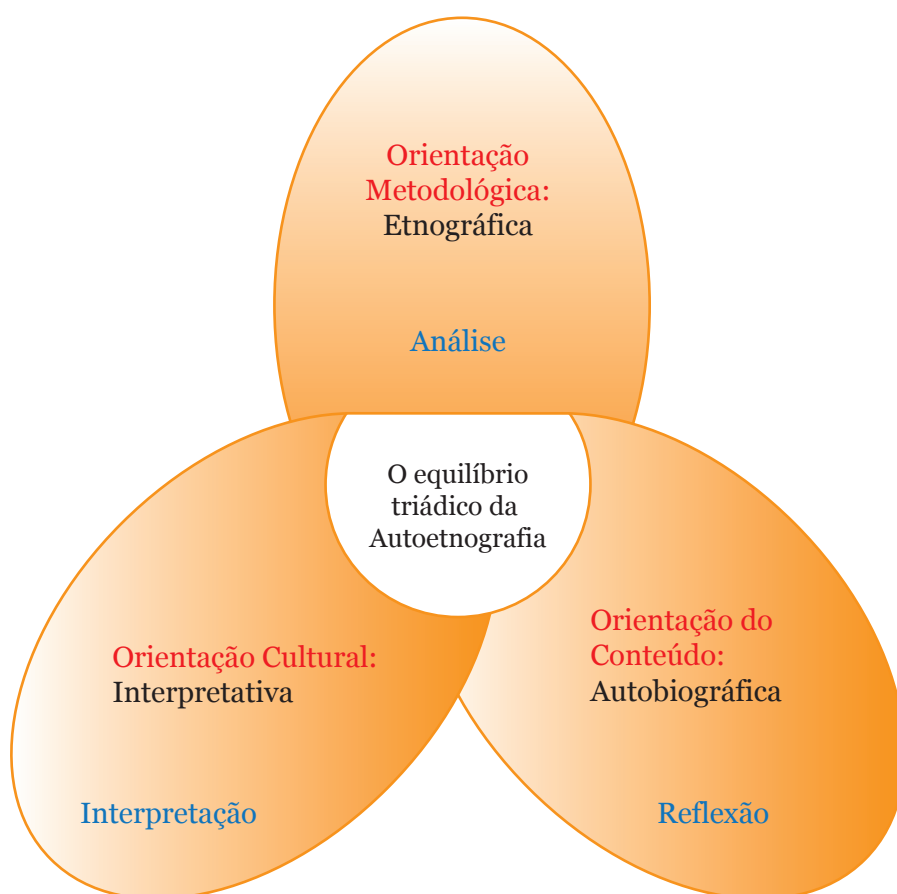 Orientação
Metodológica:
Etnográfica
Análise
O equilíbrio
triádico da
Autoetnografia
Orientação Cultural:
Interpretativa
Interpretação
Orientação do
Conteúdo:
Autobiográfica
Reflexão